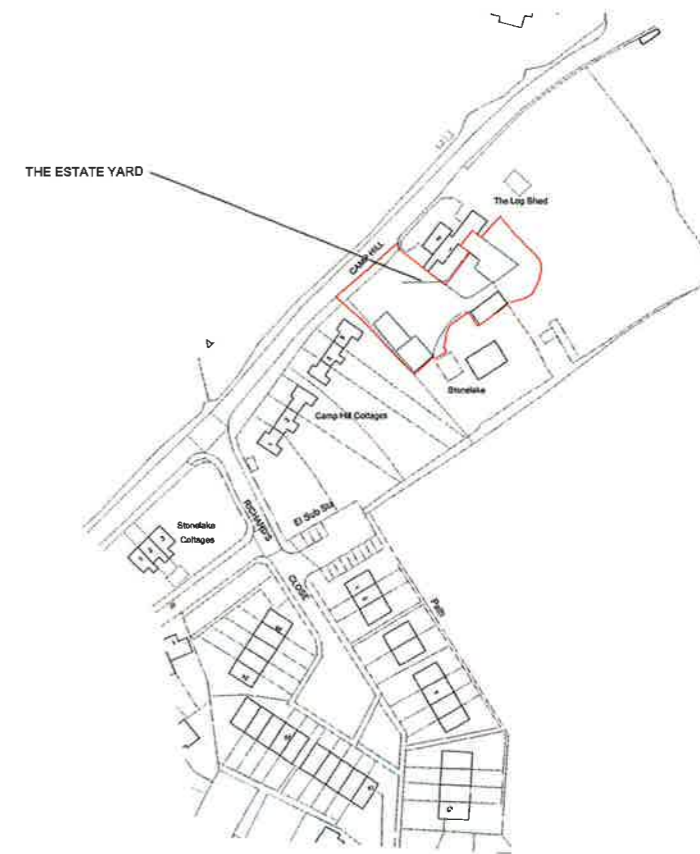 THE ESTATE YARD
The Log Shed
CAMP HILL
Stonelake
Camp Hill Cottages
El Sub Sta
RICHARDS
Stonelake
Cottages
CLOSE
Path